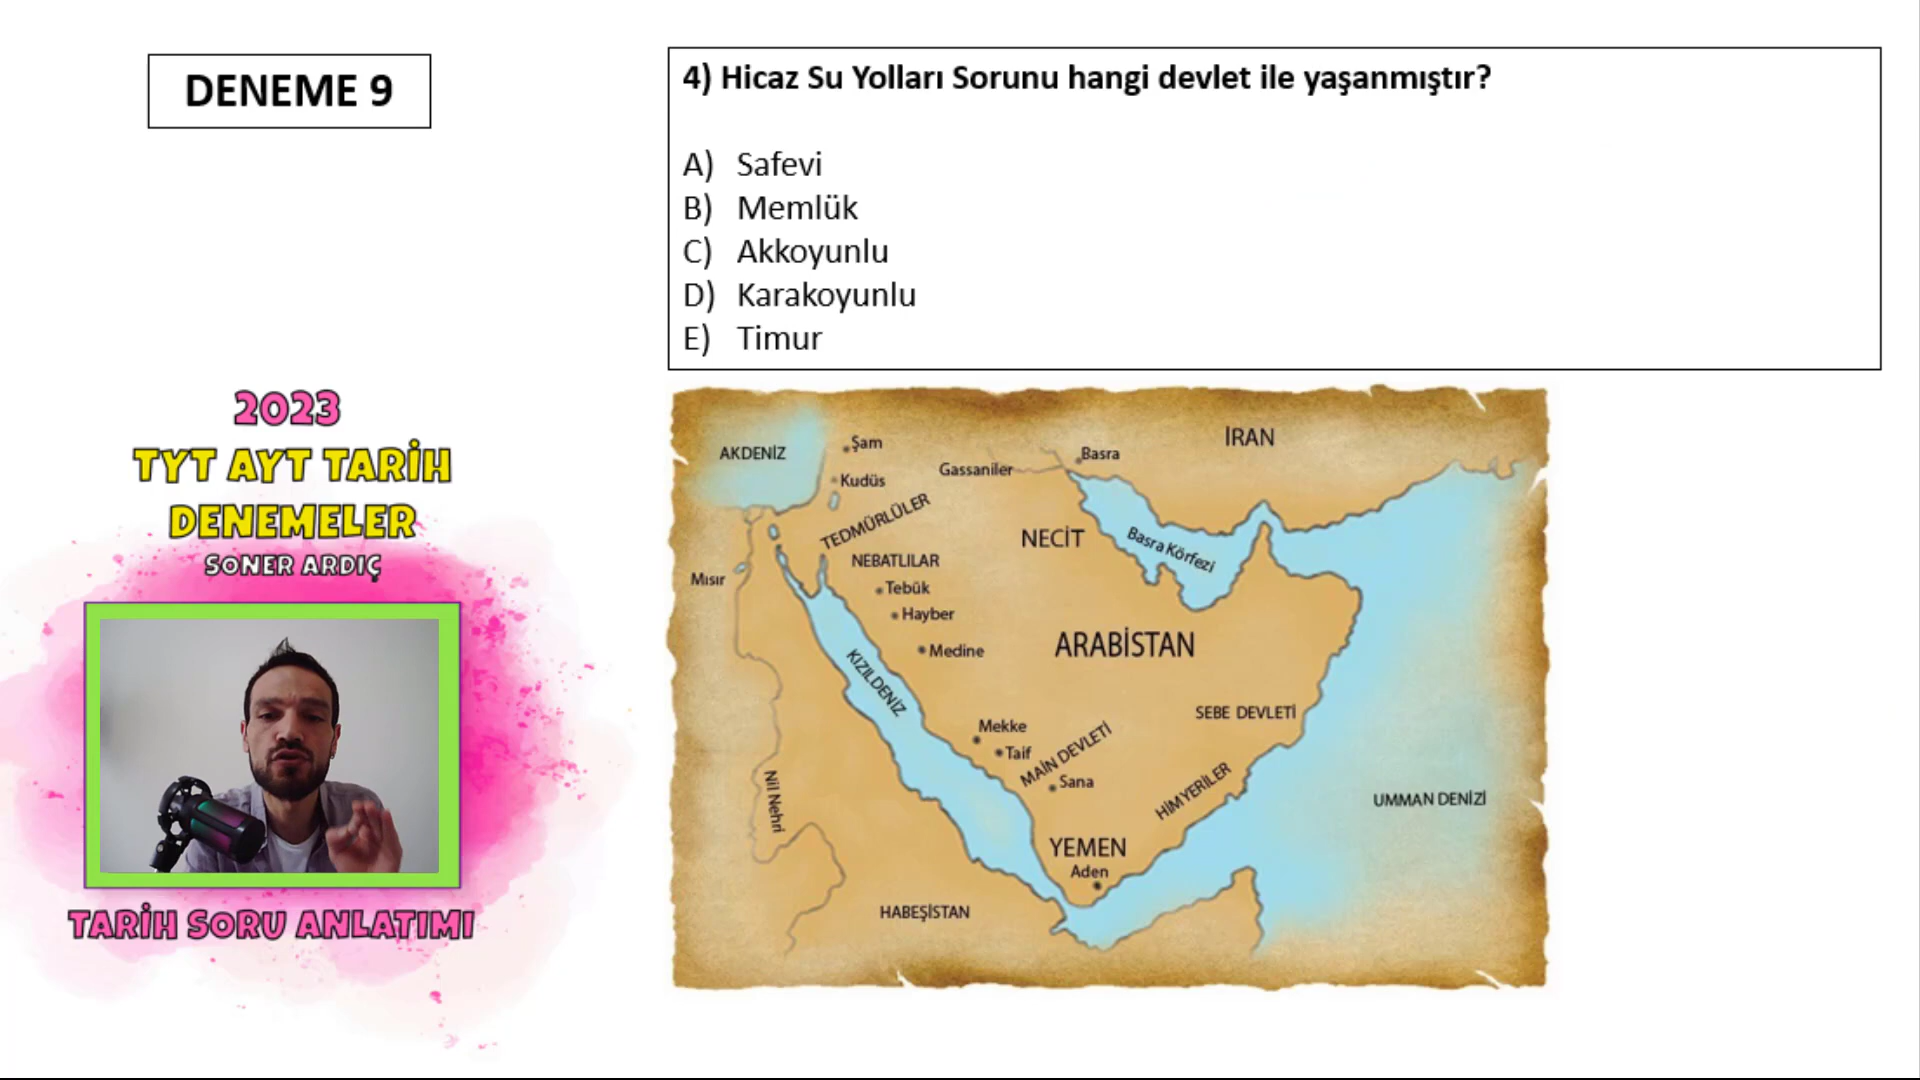 DENEME 9
4) Hicaz Su Yolları Sorunu hangi devlet ile yaşanmıştır?
A) Safevi
B) Memlük
C) Akkoyunlu
D) Karakoyunlu
E) Timur
2023
TYT AYT TARİH
DENEMELER
SONER ARDIÇ
TARİH SORU ANLATIMI
AKDENİZ
Şam
Kudüs
Gassaniler
Basra
İRAN
TEDMÜRLÜLER
NEBATLILAR
NECİT
Basra Körfezi
Mısır
Tebük
Hayber
Medine
ARABİSTAN
KIZILDENİZ
Mekke
Taif
MAİN DEVLETİ
Sana
SEBE DEVLETİ
HİMYERİLER
Nil Nehri
UMMAN DENİZİ
YEMEN
Aden
HABEŞİSTAN